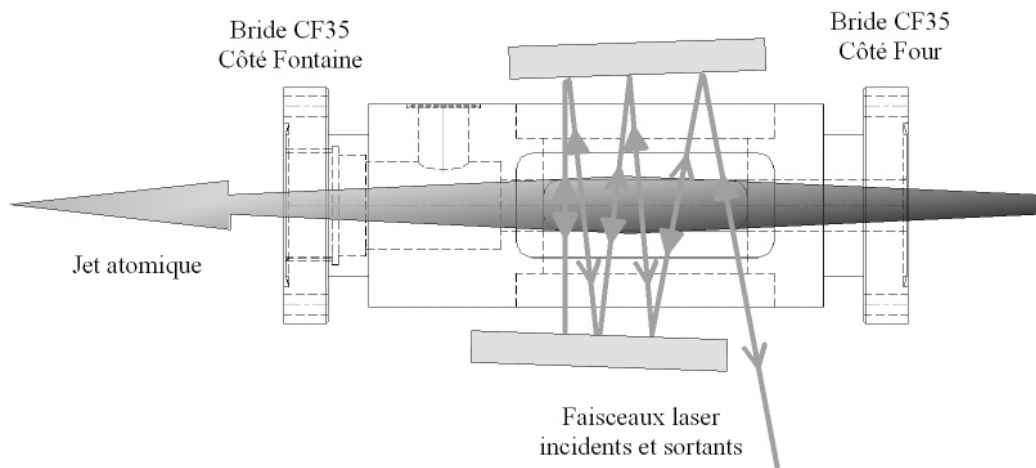 Bride CF35
Côté Fontaine
Bride CF35
Côté Four
Jet atomique
Faisceaux laser
incidents et sortants